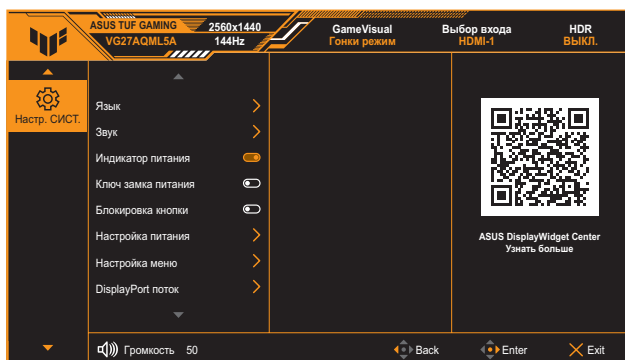 ASUS TUF GAMING
VG27AQML5A
2560x1440
144Hz
GameVisual
Гонки режим
Выбор входа
HDMI-1
HDR
ВЫКЛ.
Настр. СИСТ.
Язык
Звук
Индикатор питания
Ключ замка питания
Блокировка кнопки
Настройка питания
Настройка меню
DisplayPort поток
ASUS DisplayWidget Center
Узнать больше
Громкость 50
Back
Enter
Exit